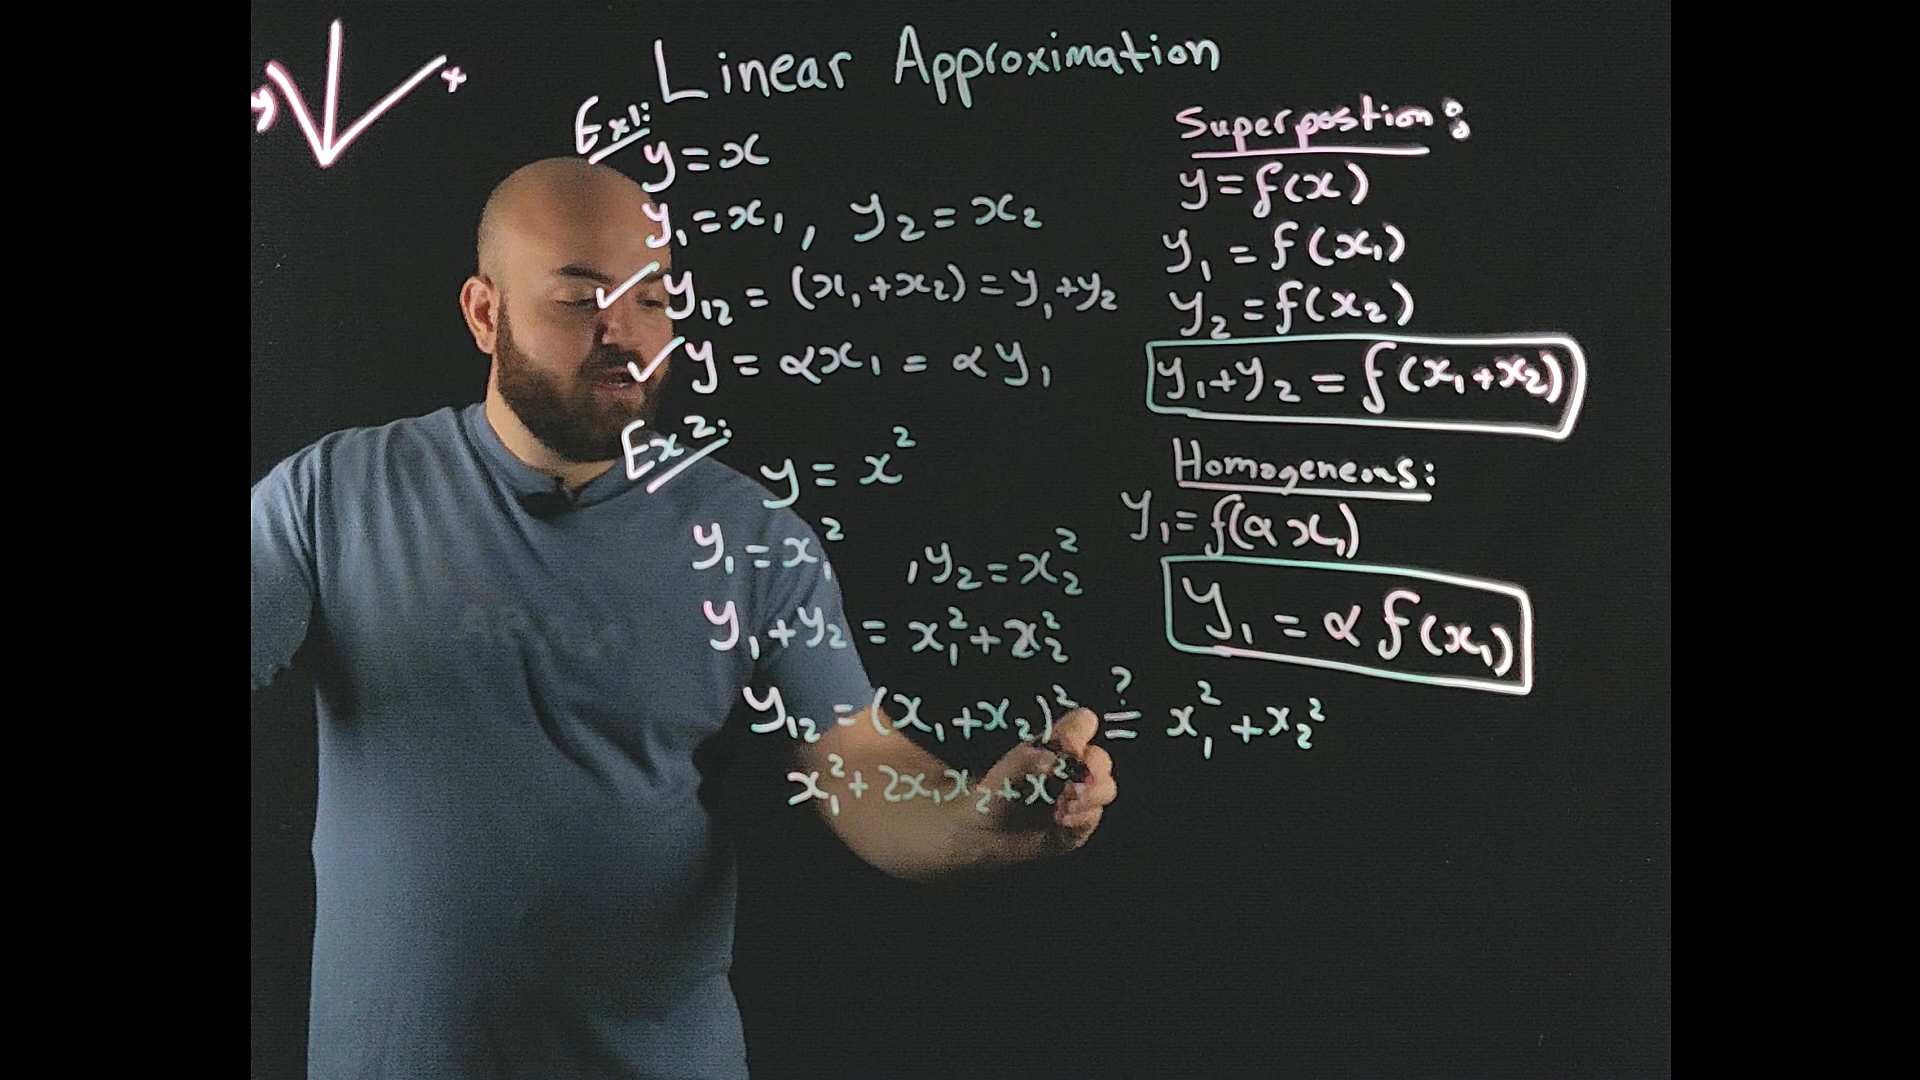 Linear Approximation
y
x
Ex1:
y = x
y₁ = x₁ , y₂ = x₂
✓ y₁₂ = (x₁+x₂) = y₁+y₂
✓ y = αx₁ = αy₁
Ex2:
y = x²
y₁ = x₁² , y₂ = x₂²
y₁+y₂ = x₁²+x₂²
y₁₂ = (x₁+x₂)² ≟ x₁²+x₂²
x₁²+2x₁x₂+x²
Superpostion:
y = f(x)
y₁ = f(x₁)
y₂ = f(x₂)
y₁+y₂ = f(x₁+x₂)
Homogeneous:
y₁ = f(αx₁)
y₁ = αf(x₁)